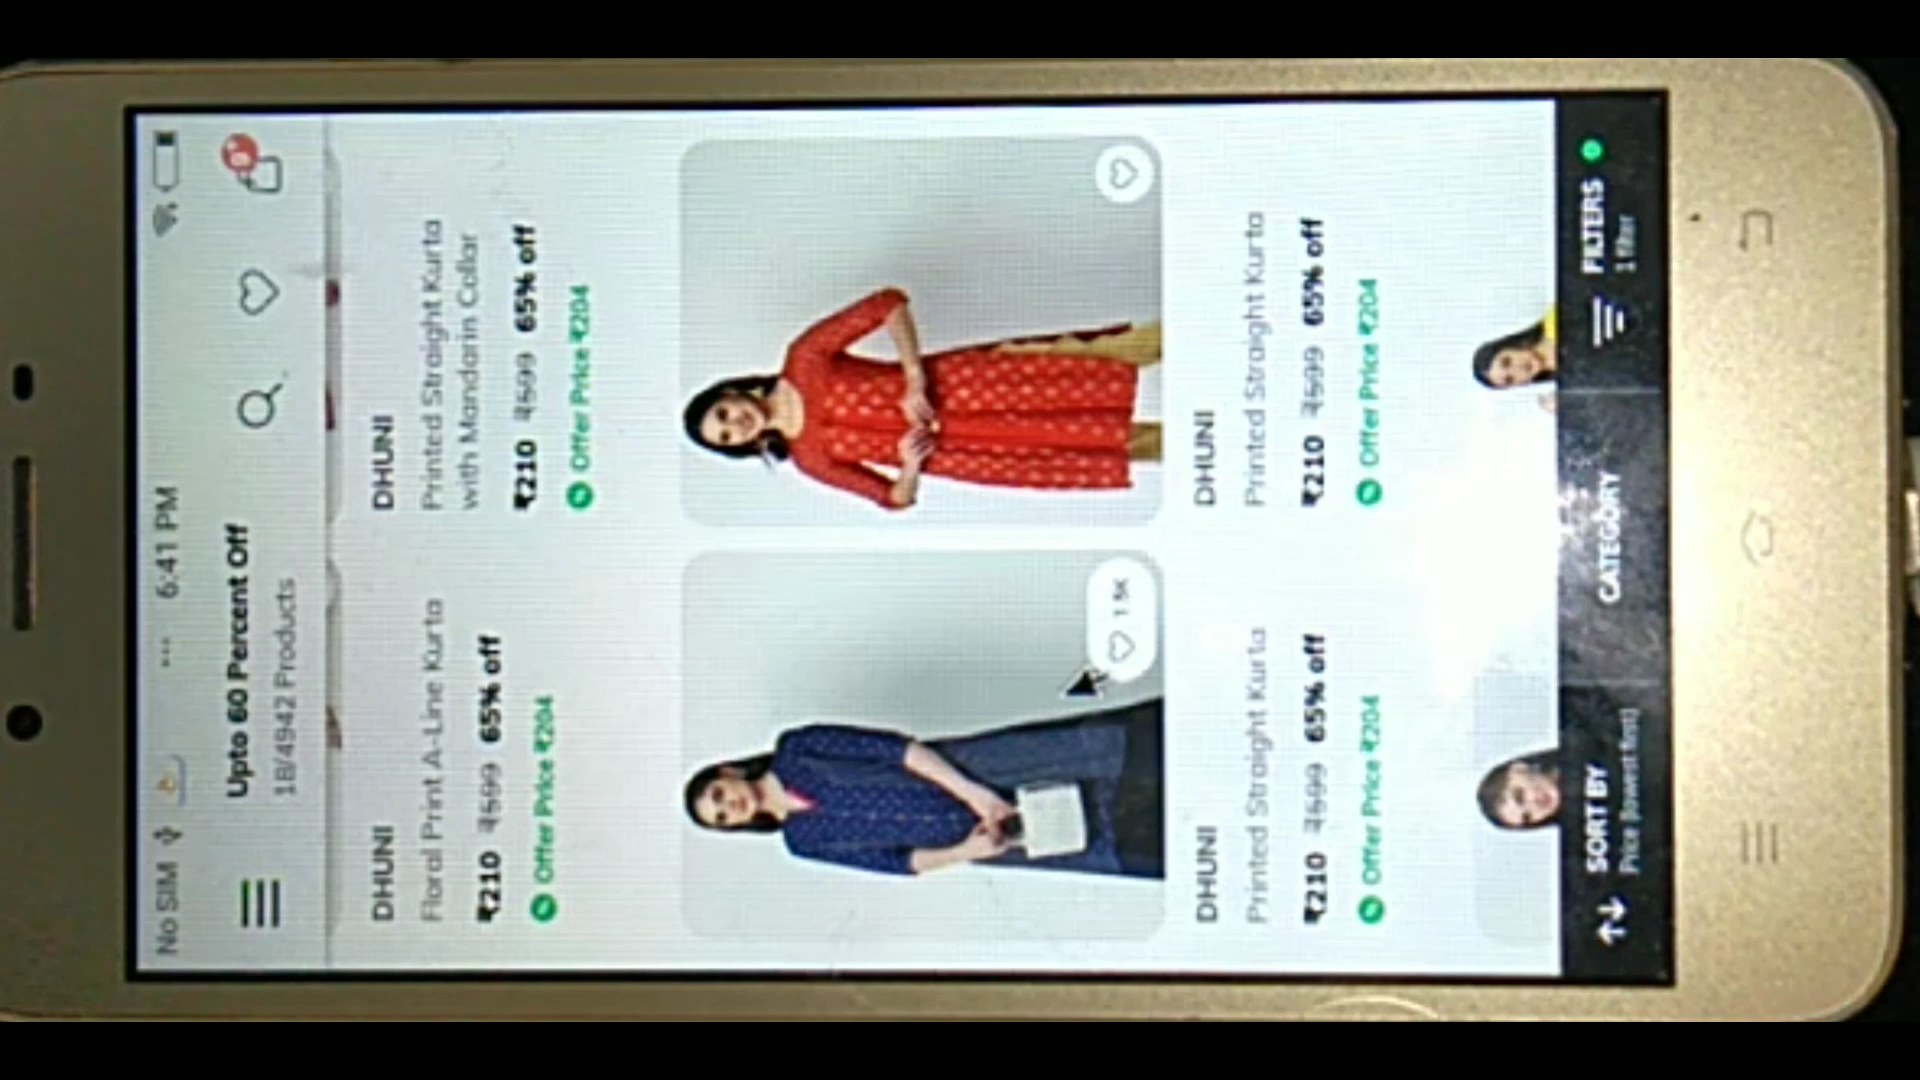 No SIM
... 6:41 PM
Upto 60 Percent Off
18/4942 Products
9+
DHUNI
Floral Print A-Line Kurta
₹210 ₹599 65% off
Offer Price ₹204
DHUNI
Printed Straight Kurta
with Mandarin Collar
₹210 ₹599 65% off
Offer Price ₹204
1.5K
DHUNI
Printed Straight Kurta
₹210 ₹599 65% off
Offer Price ₹204
DHUNI
Printed Straight Kurta
₹210 ₹599 65% off
Offer Price ₹204
SORT BY
Price (lowest first)
CATEGORY
FILTERS
1 filter